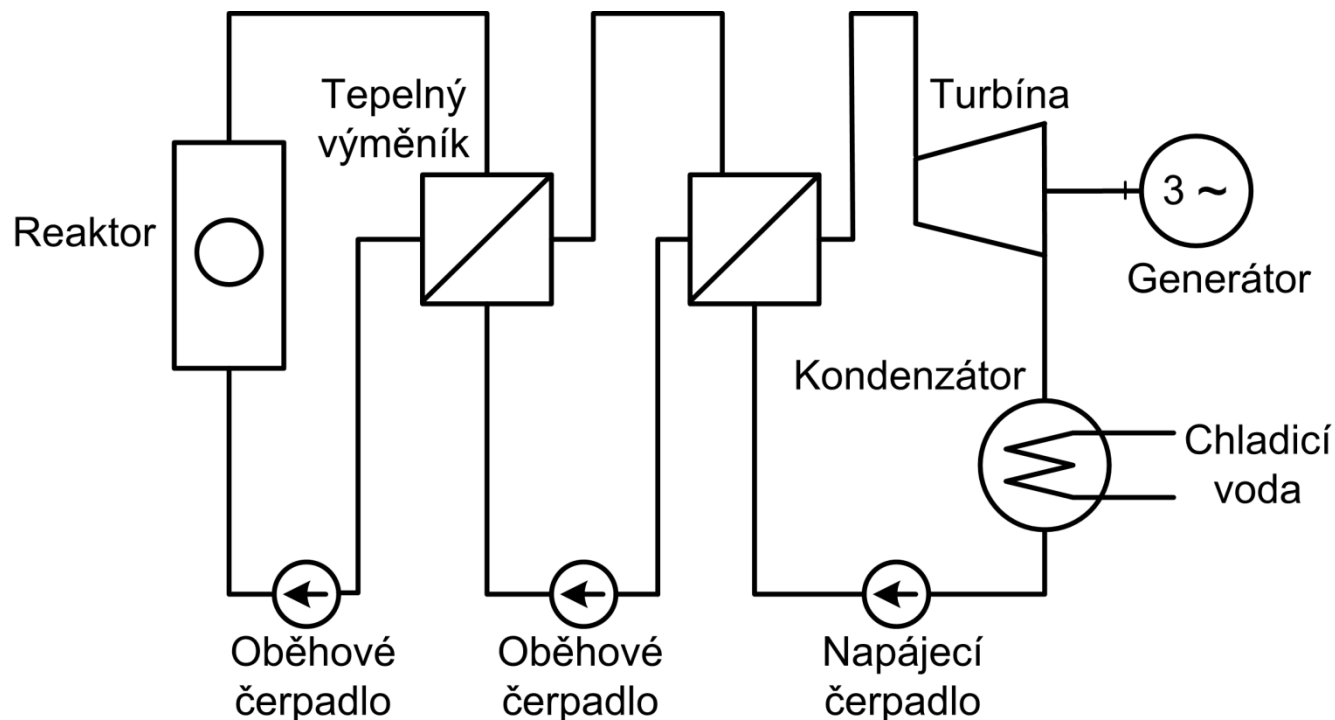 Tepelný
výměník
Turbína
Reaktor
3 ~
Generátor
Kondenzátor
Chladicí
voda
Oběhové
čerpadlo
Oběhové
čerpadlo
Napájecí
čerpadlo